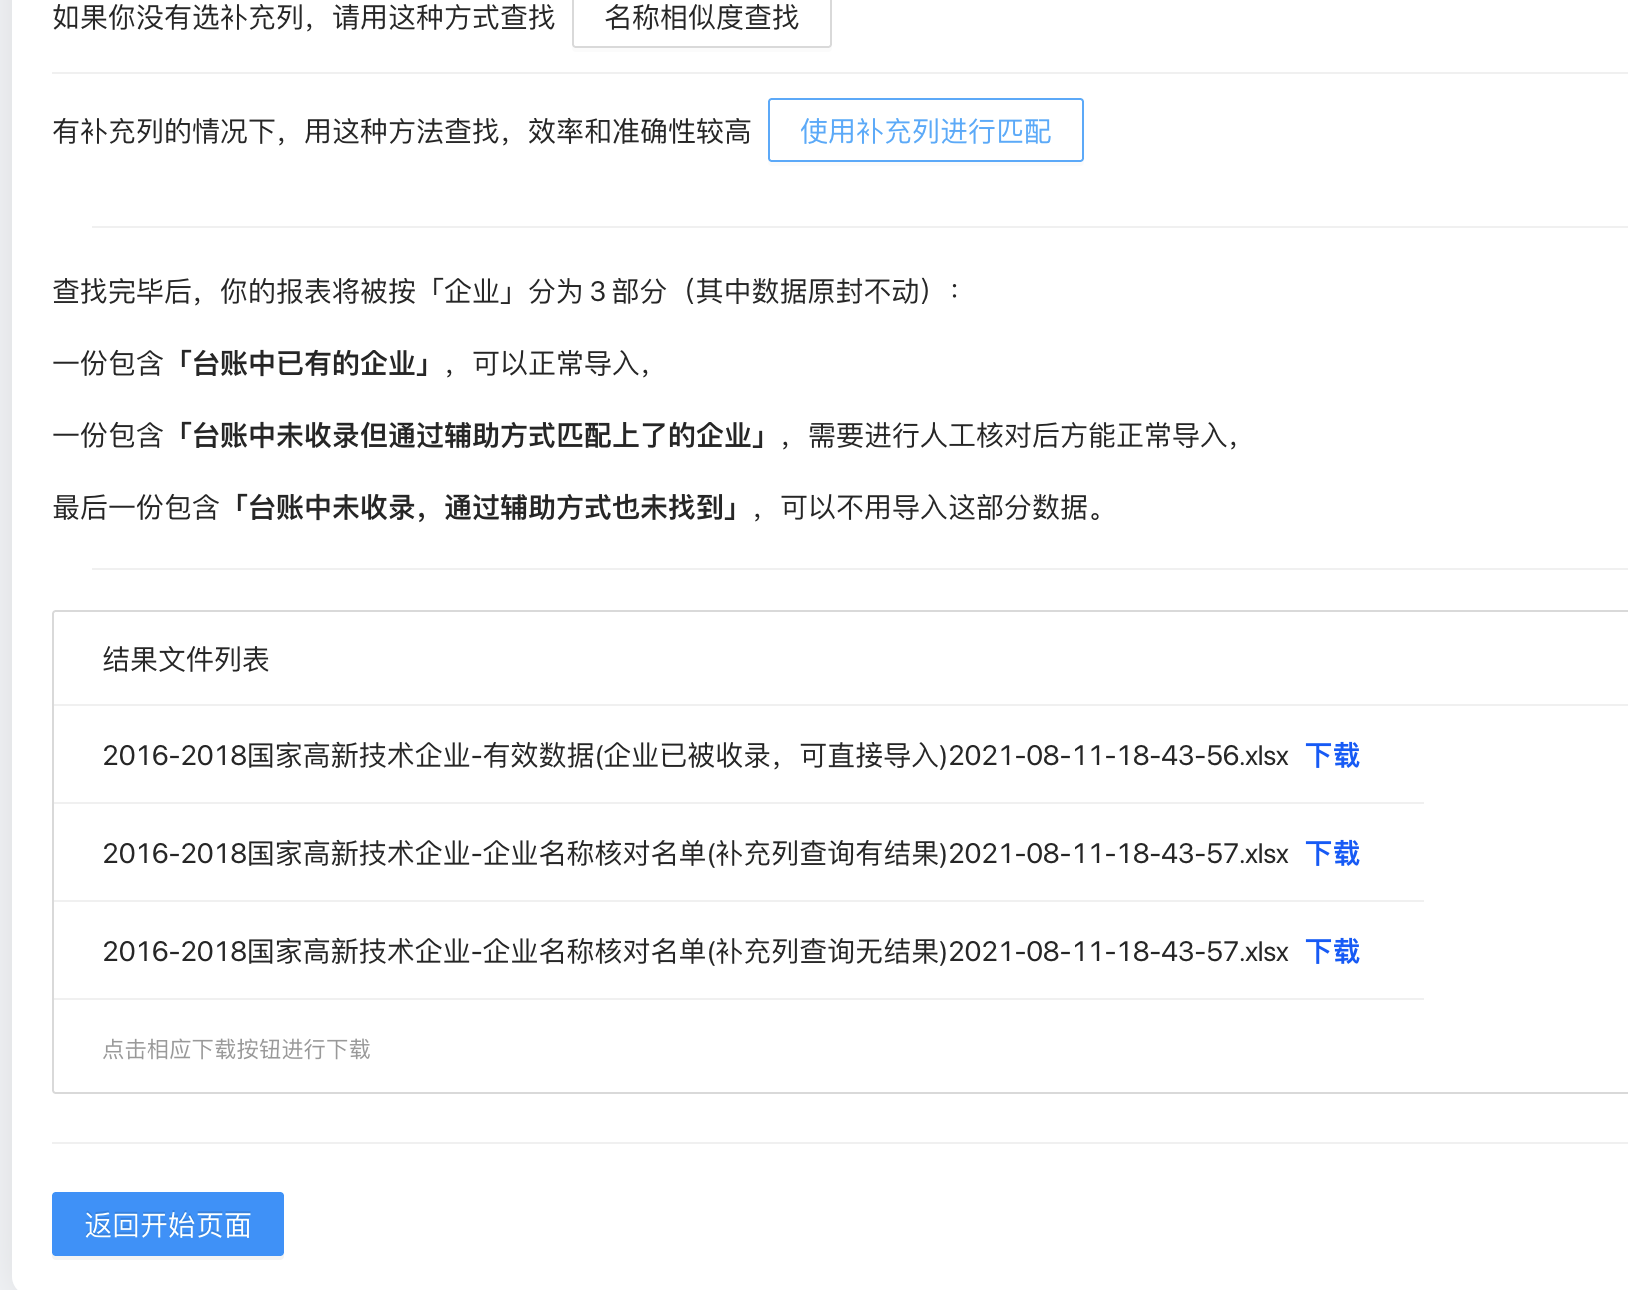 如果你没有选补充列，请用这种方式查找 名称相似度查找
有补充列的情况下，用这种方法查找，效率和准确性较高 使用补充列进行匹配
查找完毕后，你的报表将被按「企业」分为 3 部分（其中数据原封不动）：
一份包含「台账中已有的企业」，可以正常导入，
一份包含「台账中未收录但通过辅助方式匹配上了的企业」，需要进行人工核对后方能正常导入，
最后一份包含「台账中未收录，通过辅助方式也未找到」，可以不用导入这部分数据。
结果文件列表
2016-2018国家高新技术企业-有效数据(企业已被收录，可直接导入)2021-08-11-18-43-56.xlsx 下载
2016-2018国家高新技术企业-企业名称核对名单(补充列查询有结果)2021-08-11-18-43-57.xlsx 下载
2016-2018国家高新技术企业-企业名称核对名单(补充列查询无结果)2021-08-11-18-43-57.xlsx 下载
点击相应下载按钮进行下载
返回开始页面